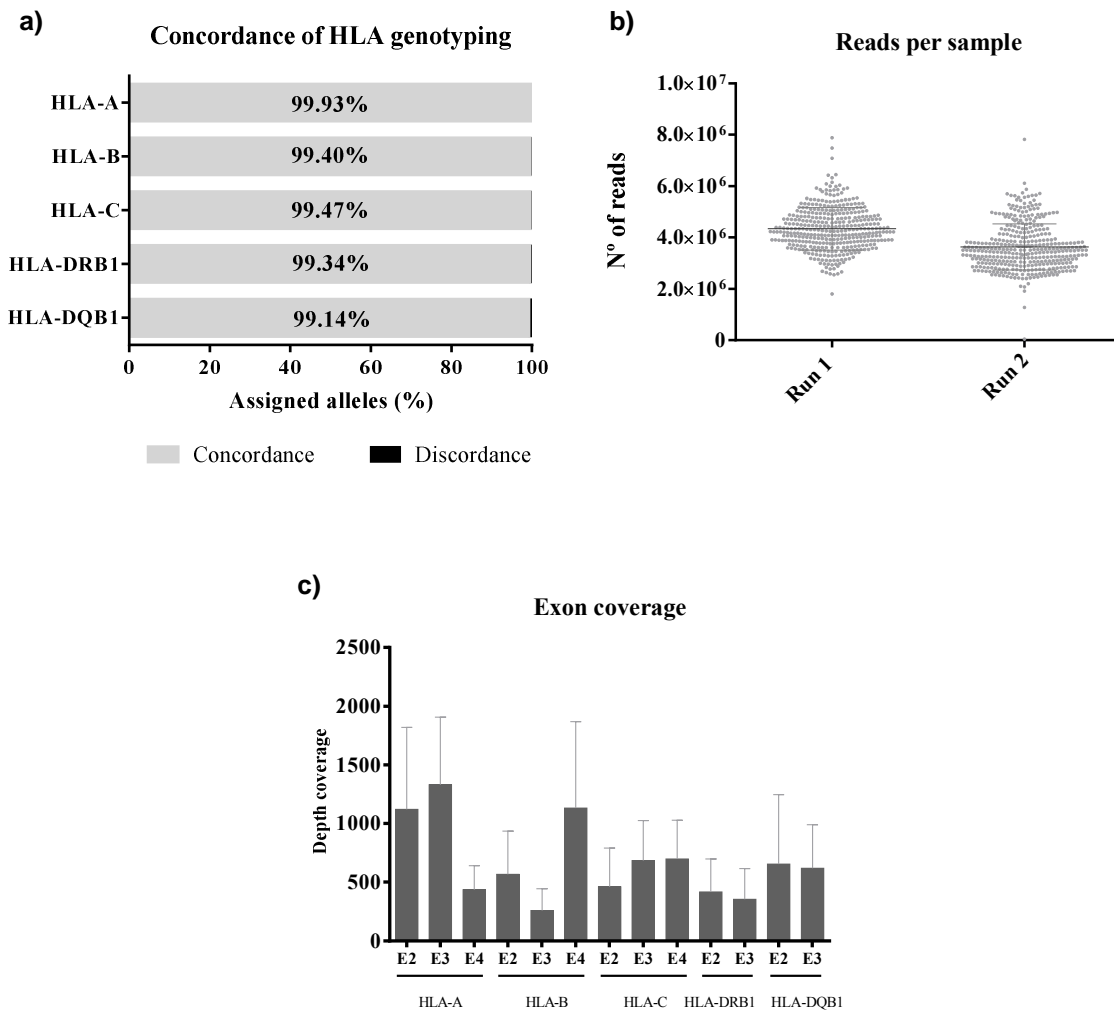 a)
Concordance of HLA genotyping
HLA-A
99.93%
HLA-B
99.40%
HLA-C
99.47%
HLA-DRB1
99.34%
HLA-DQB1
99.14%
0 20 40 60 80 100
Assigned alleles (%)
Concordance Discordance
b)
Reads per sample
Nº of reads
1.0×10⁷
8.0×10⁶
6.0×10⁶
4.0×10⁶
2.0×10⁶
0
Run 1 Run 2
c)
Exon coverage
Depth coverage
2500
2000
1500
1000
500
0
E2 E3 E4 E2 E3 E4 E2 E3 E4 E2 E3 E2 E3
HLA-A HLA-B HLA-C HLA-DRB1 HLA-DQB1